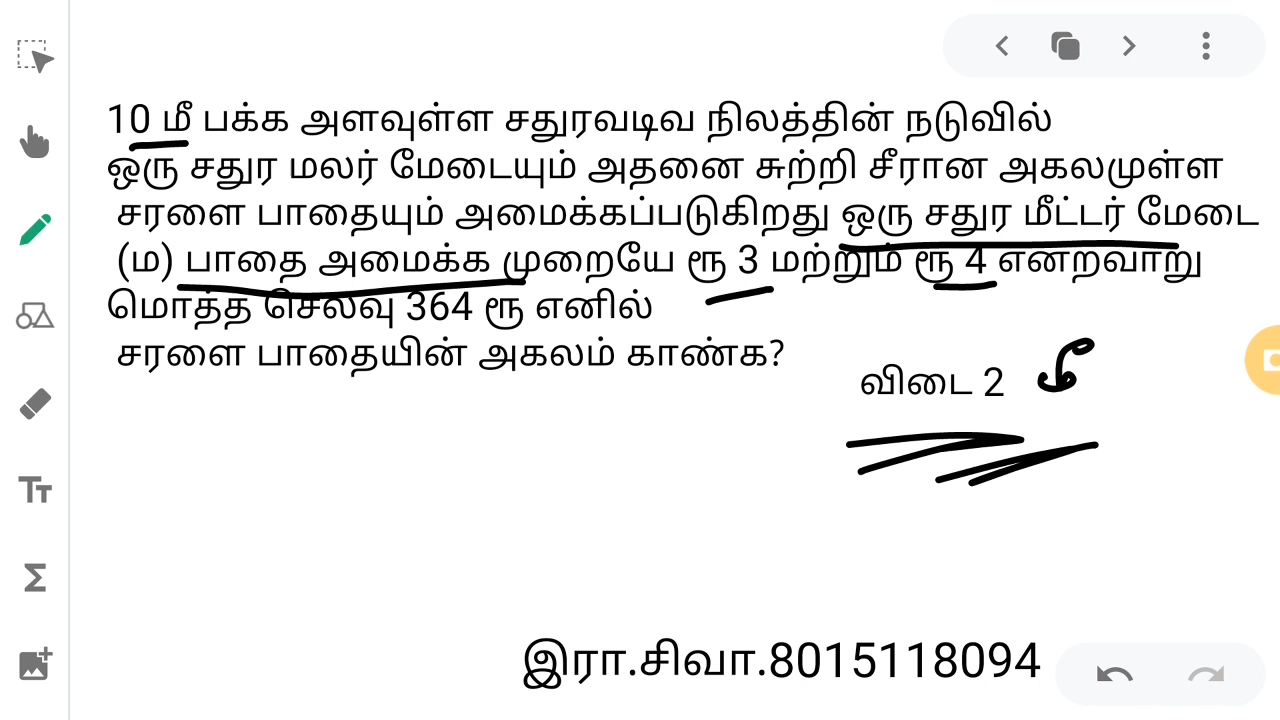 10 மீ பக்க அளவுள்ள சதுரவடிவ நிலத்தின் நடுவில்
ஒரு சதுர மலர் மேடையும் அதனை சுற்றி சீரான அகலமுள்ள
சரளை பாதையும் அமைக்கப்படுகிறது ஒரு சதுர மீட்டர் மேடை
(ம) பாதை அமைக்க முறையே ரூ 3 மற்றும் ரூ 4 எனறவாறு
மொத்த செலவு 364 ரூ எனில்
சரளை பாதையின் அகலம் காண்க?
விடை 2 மீ
இரா.சிவா.8015118094
Tт
Σ